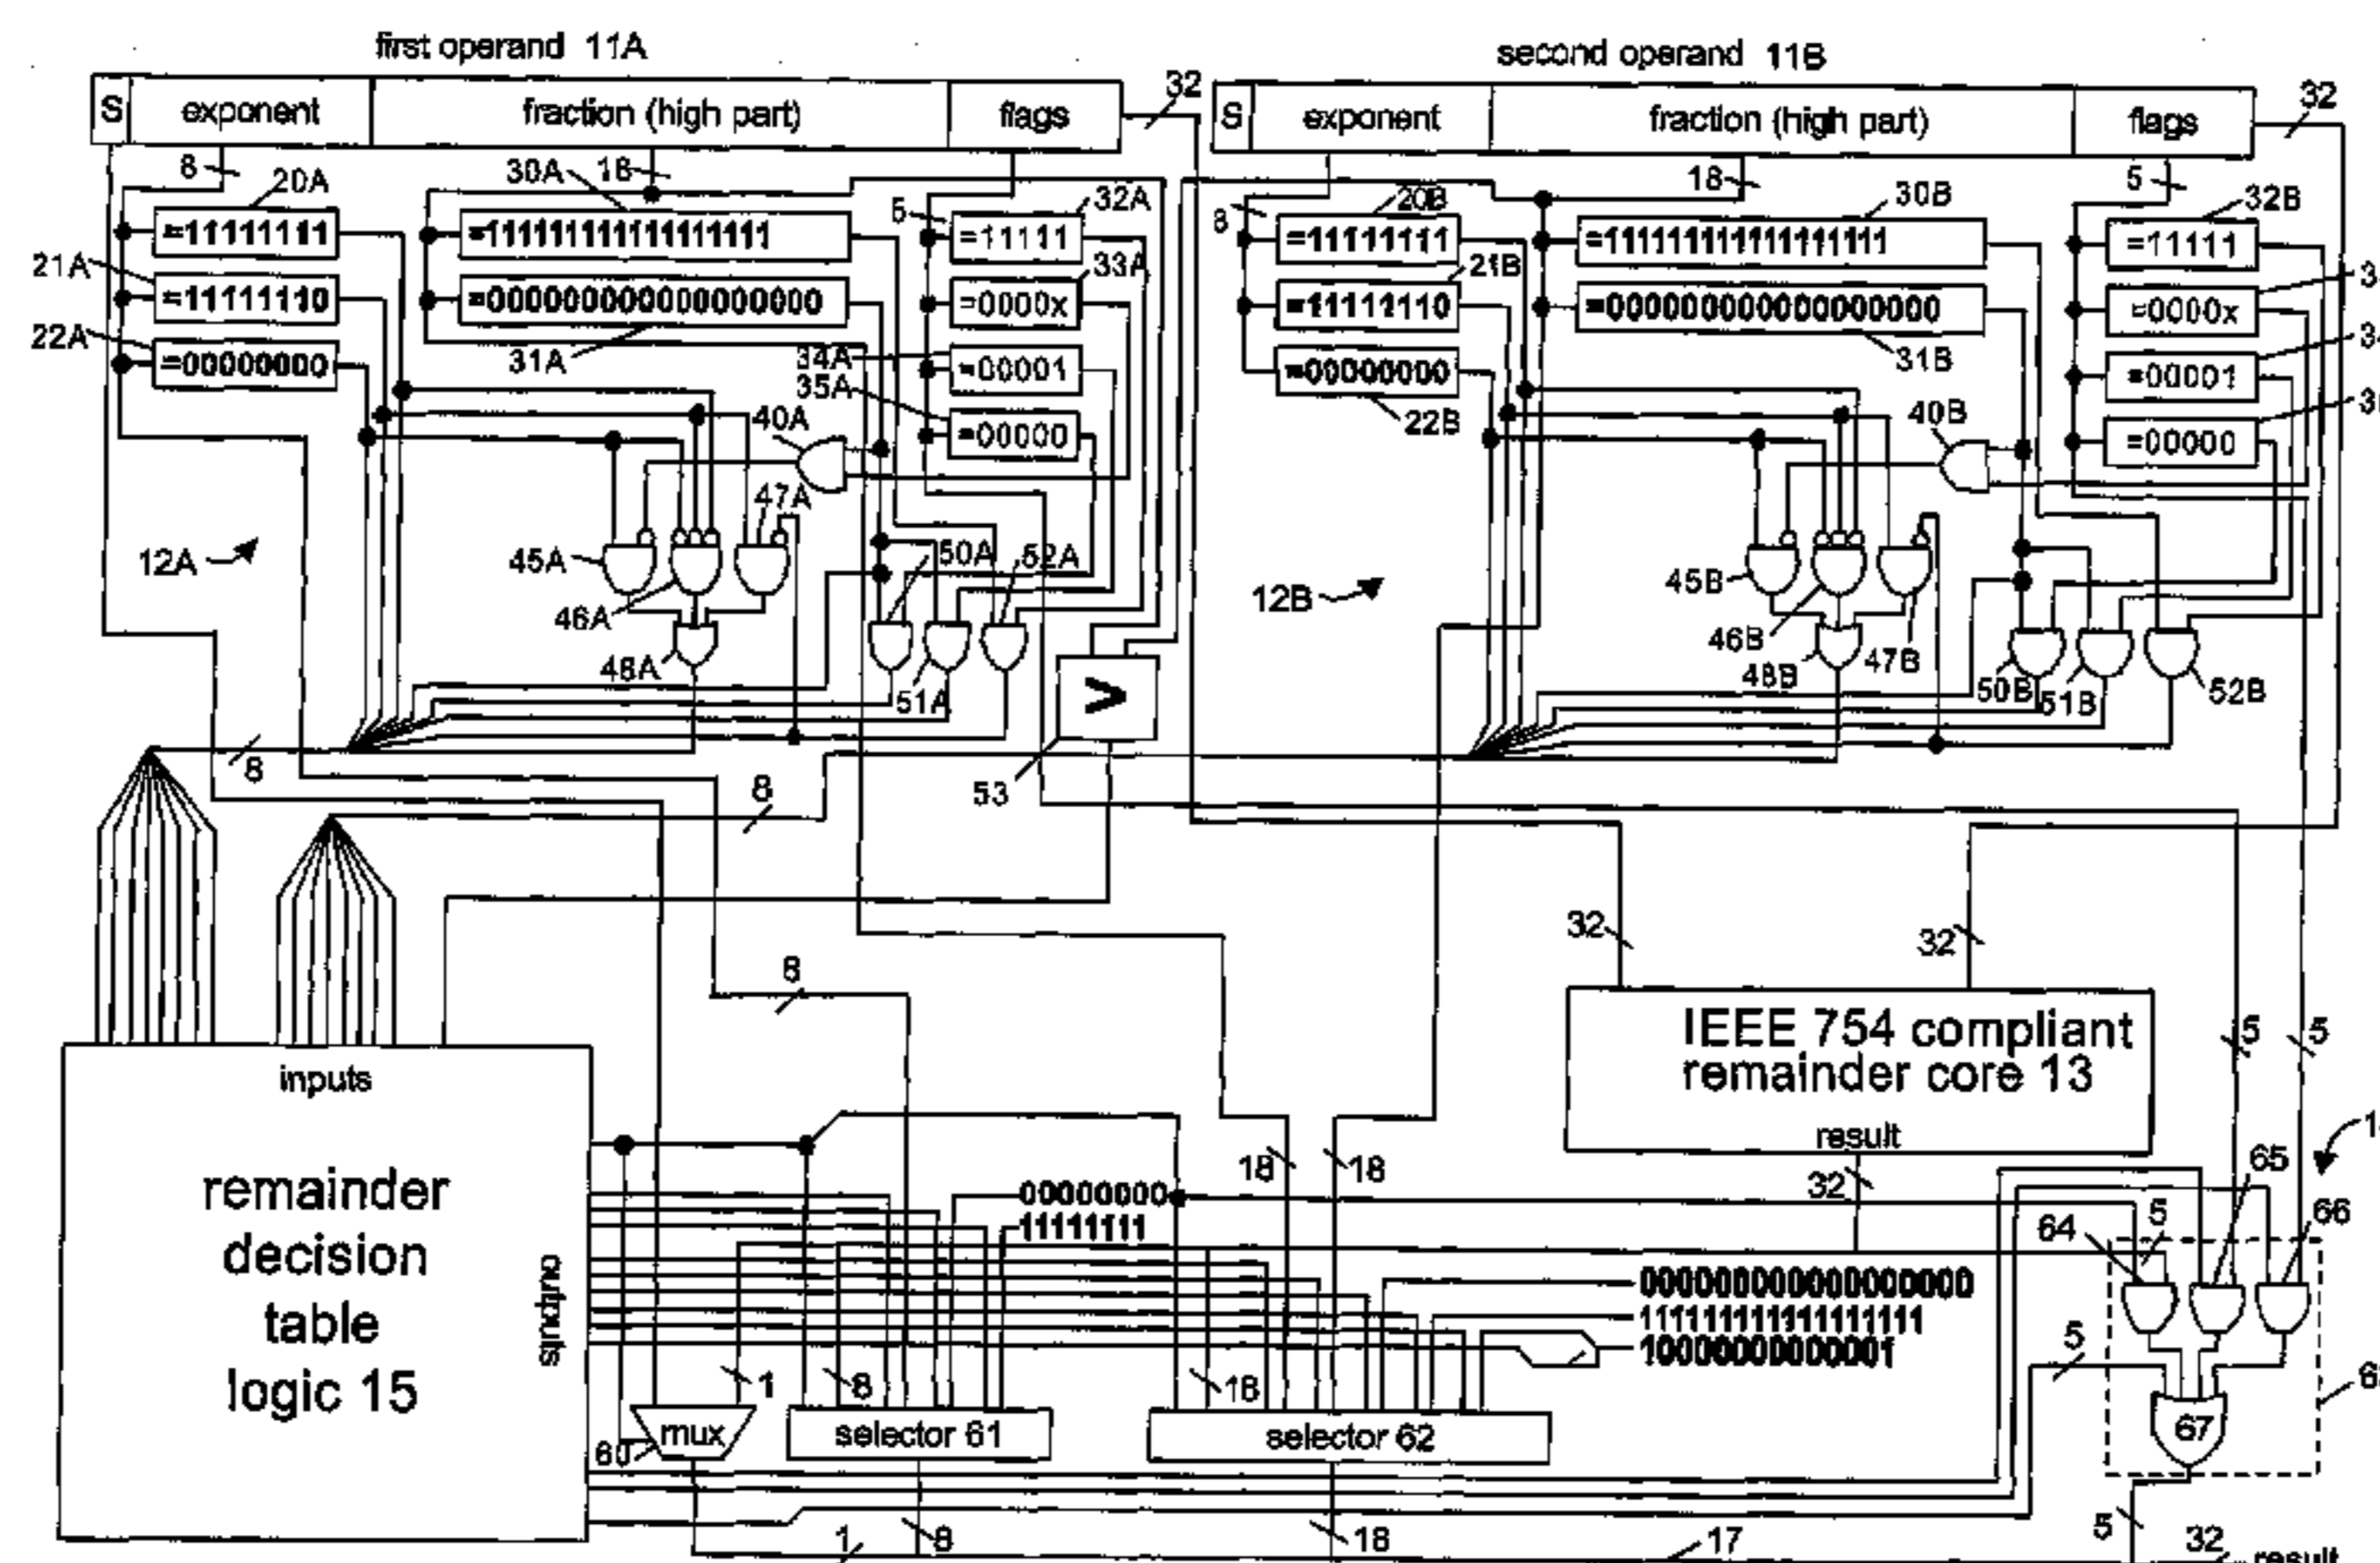 first operand 11A
second operand 11B
S exponent fraction (high part) flags
32
S exponent fraction (high part) flags
32
8
20A
30A
18
5
32A
=11111111
=111111111111111111
=11111
21A
33A
=11111110
=000000000000000000
=0000x
22A
31A
34A
=00000000
=00001
35A
40A
=00000
8
20B
18
30B
5
32B
=11111111
=111111111111111111
=11111
21B
=11111110
=000000000000000000
=0000x
31B
=00000000
=00001
22B
40B
=00000
12A
45A
47A
50A
52A
46A
48A
51A
>
53
12B
45B
46B
48B
47B
50B
51B
52B
8
8
8
32
32
IEEE 754 compliant
remainder core 13
result
32
5
5
inputs
remainder
decision
table
logic 15
outputs
18
18
00000000
11111111
000000000000000000
111111111111111111
65
64
5
66
5
67
1
8
18
60
mux
selector 61
selector 62
1
8
18
17
5
32
result